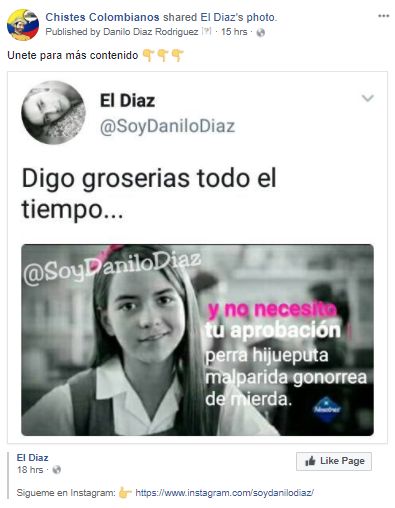 Chistes Colombianos shared El Diaz's photo.
Published by Danilo Diaz Rodriguez [?] · 15 hrs ·
Unete para más contenido 👇👇👇
El Diaz
@SoyDaniloDiaz
Digo groserias todo el
tiempo...
@SoyDaniloDiaz
y no necesito
tu aprobación
perra hijueputa
malparida gonorrea
de mierda.
Nosotras
El Diaz
18 hrs ·
Like Page
Sigueme en Instagram: 👉 https://www.instagram.com/soydanilodiaz/